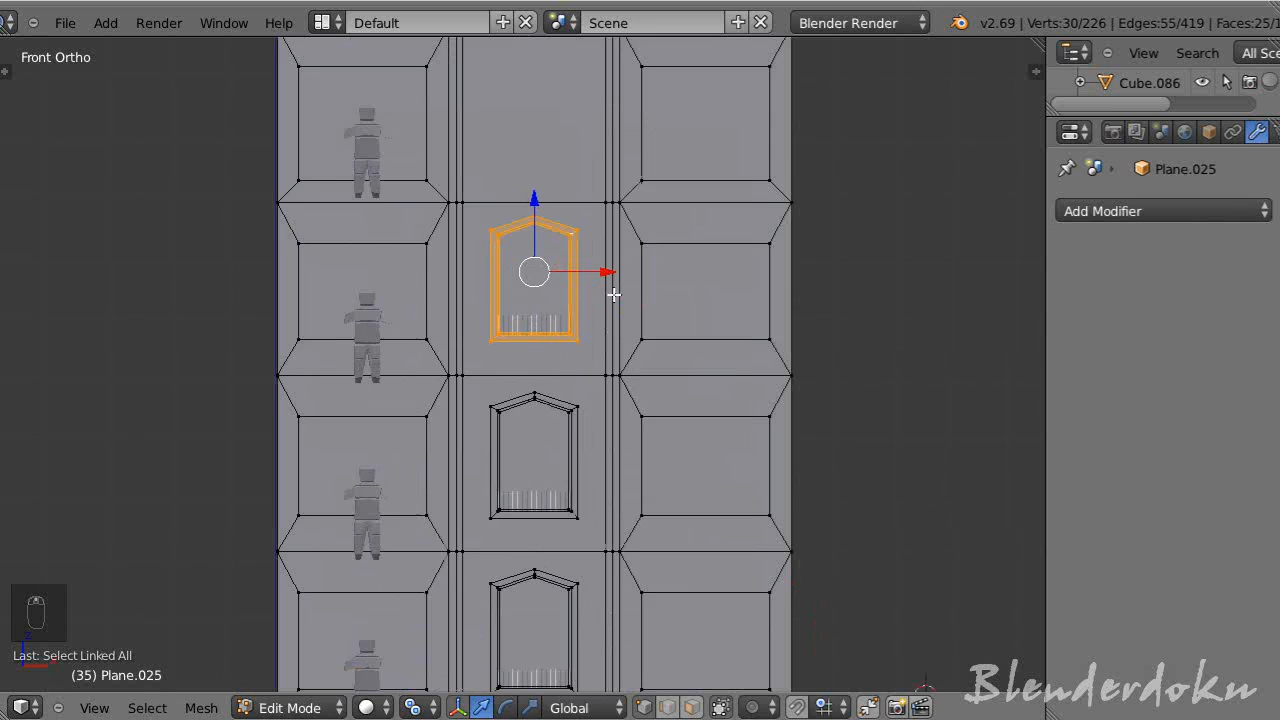 File Add Render Window Help Default Scene Blender Render v2.69 | Verts:30/226 | Edges:55/419 | Faces:25/1
Front Ortho
View Search All Sce
Cube.086
Plane.025
Add Modifier
Z
Last: Select Linked All
(35) Plane.025
Blenderdoku
View Select Mesh Edit Mode Global